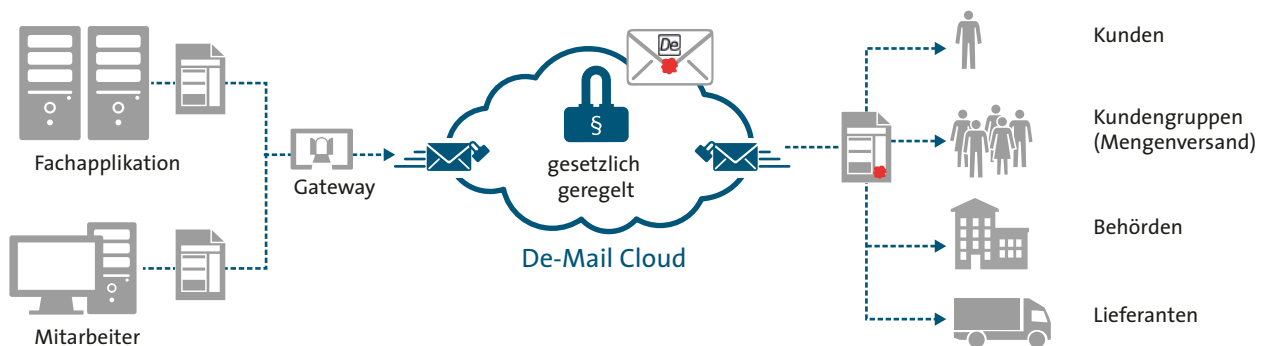 Fachapplikation
Mitarbeiter
Gateway
De
§
gesetzlich
geregelt
De-Mail Cloud
Kunden
Kundengruppen
(Mengenversand)
Behörden
Lieferanten